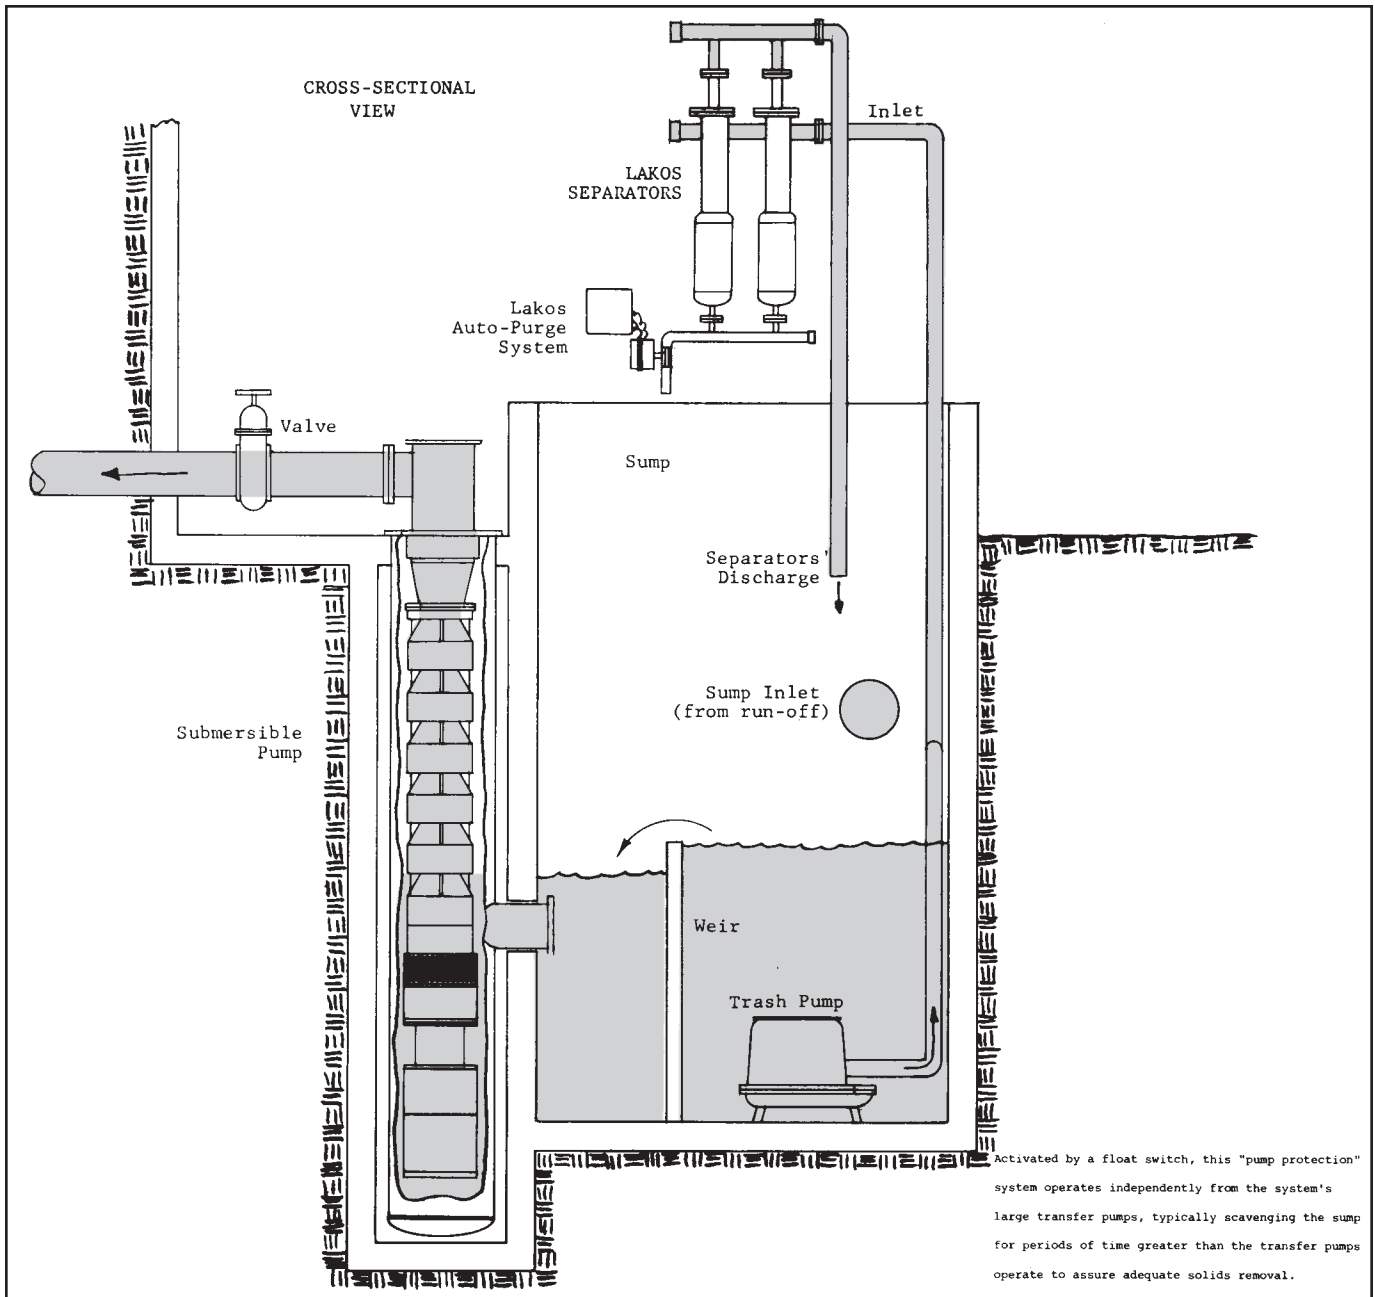 CROSS-SECTIONAL
VIEW
Inlet
LAKOS
SEPARATORS
Lakos
Auto-Purge
System
Valve
Sump
Separators'
Discharge
Sump Inlet
(from run-off)
Submersible
Pump
Weir
Trash Pump
Activated by a float switch, this "pump protection"
system operates independently from the system's
large transfer pumps, typically scavenging the sump
for periods of time greater than the transfer pumps
operate to assure adequate solids removal.